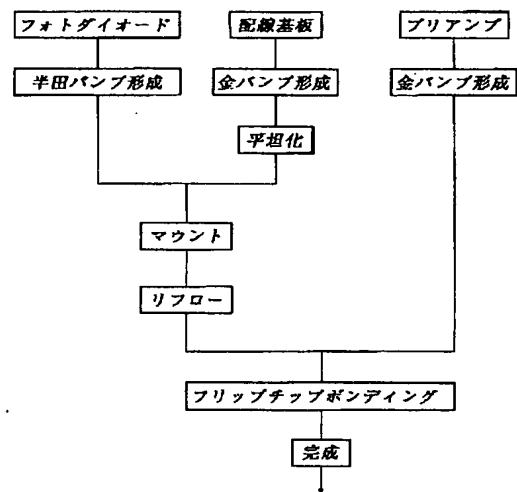 フォトダイオード
配線基板
プリアンプ
半田バンプ形成
金バンプ形成
金バンプ形成
平坦化
マウント
リフロー
フリップチップボンディング
完成